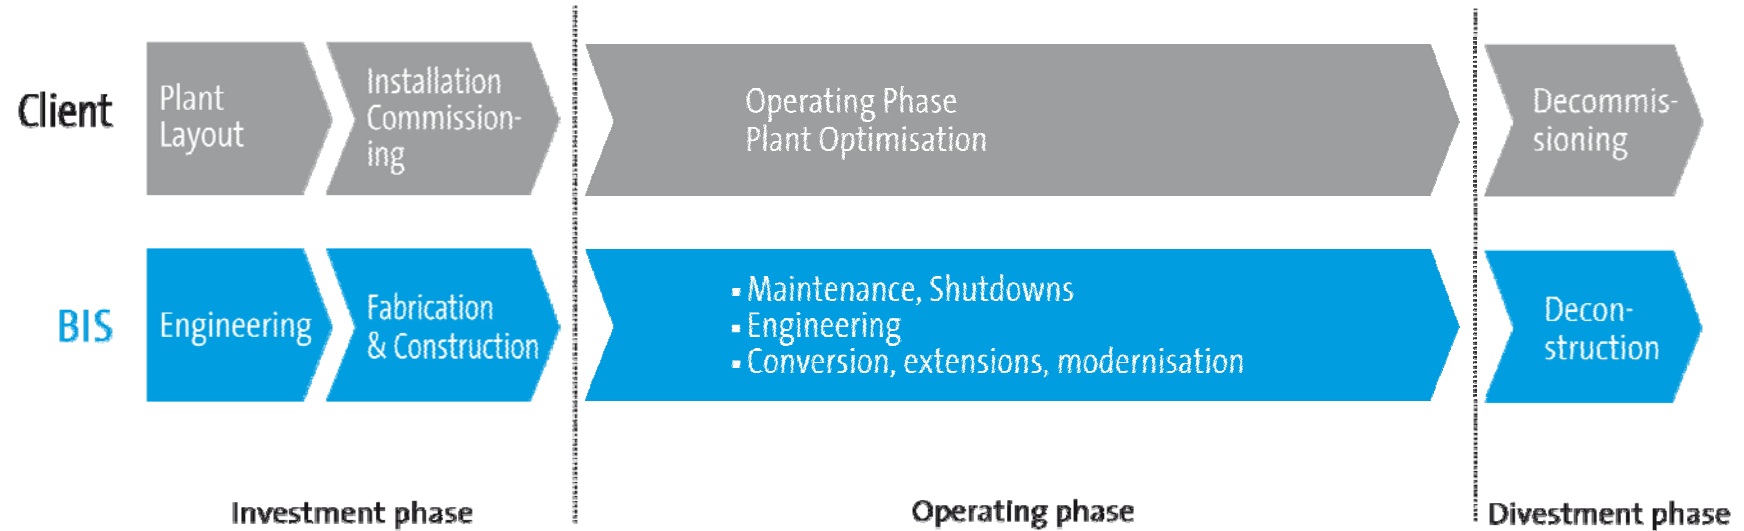 Client
Plant
Layout
Installation
Commission-
ing
Operating Phase
Plant Optimisation
Decommis-
sioning
BIS
Engineering
Fabrication
& Construction
▪ Maintenance, Shutdowns
▪ Engineering
▪ Conversion, extensions, modernisation
Decon-
struction
Investment phase
Operating phase
Divestment phase